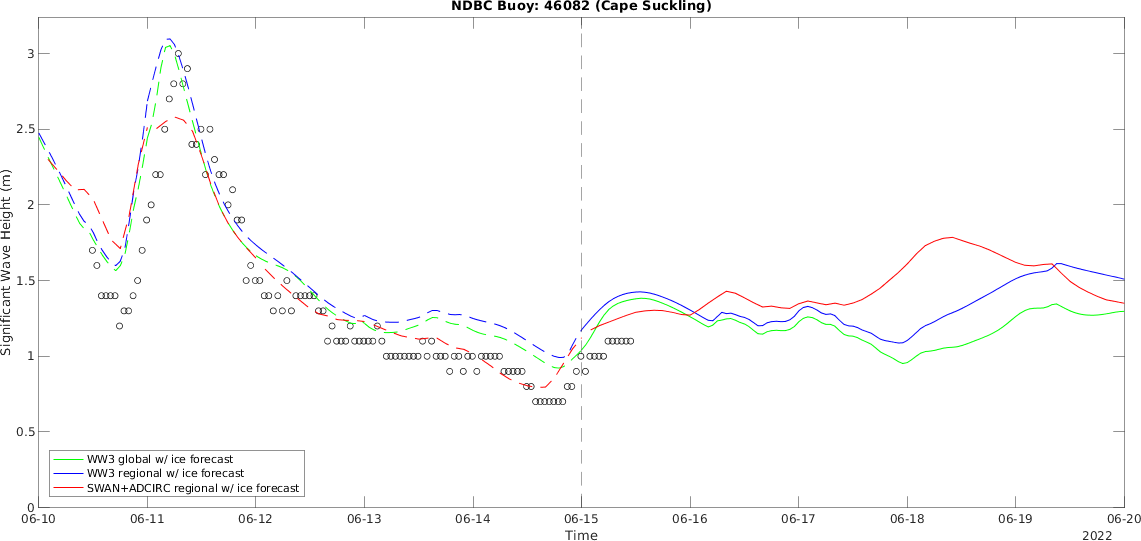 NDBC Buoy: 46082 (Cape Suckling)
3
2.5
2
1.5
1
0.5
0
Significant Wave Height (m)
WW3 global w/ ice forecast
WW3 regional w/ ice forecast
SWAN+ADCIRC regional w/ ice forecast
06-10 06-11 06-12 06-13 06-14 06-15 06-16 06-17 06-18 06-19 06-20
Time
2022